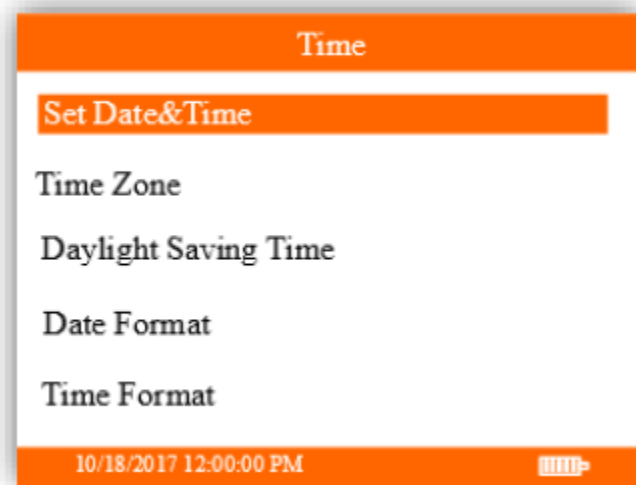 Time
Set Date&Time
Time Zone
Daylight Saving Time
Date Format
Time Format
10/18/2017 12:00:00 PM